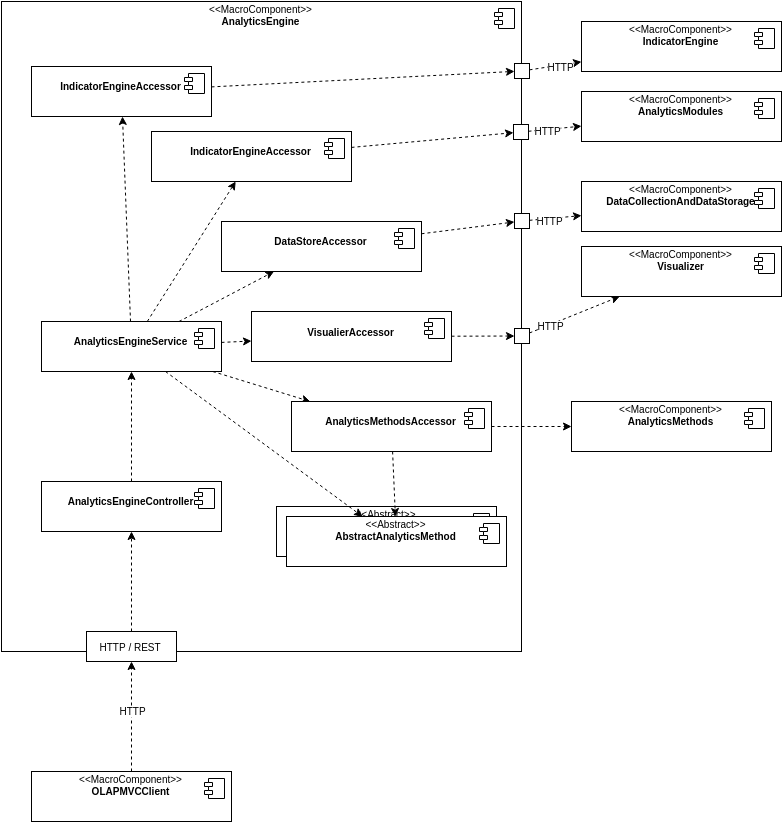 <<MacroComponent>>
AnalyticsEngine
<<MacroComponent>>
IndicatorEngine
HTTP
IndicatorEngineAccessor
<<MacroComponent>>
AnalyticsModules
HTTP
IndicatorEngineAccessor
<<MacroComponent>>
DataCollectionAndDataStorage
HTTP
DataStoreAccessor
<<MacroComponent>>
Visualizer
HTTP
AnalyticsEngineService
VisualierAccessor
<<MacroComponent>>
AnalyticsMethods
AnalyticsMethodsAccessor
AnalyticsEngineController
<<Abstract>>
<<Abstract>>
AbstractAnalyticsMethod
HTTP / REST
HTTP
<<MacroComponent>>
OLAPMVCClient